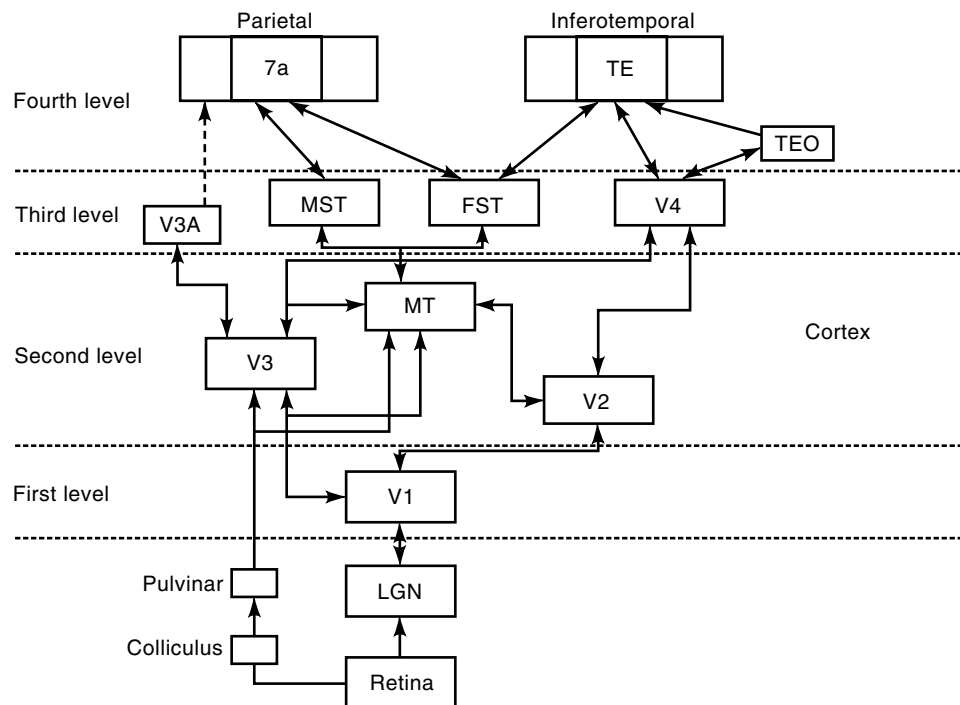 Parietal
Inferotemporal
7a
TE
Fourth level
TEO
MST
FST
V4
Third level
V3A
MT
Cortex
Second level
V3
V2
First level
V1
Pulvinar
LGN
Colliculus
Retina